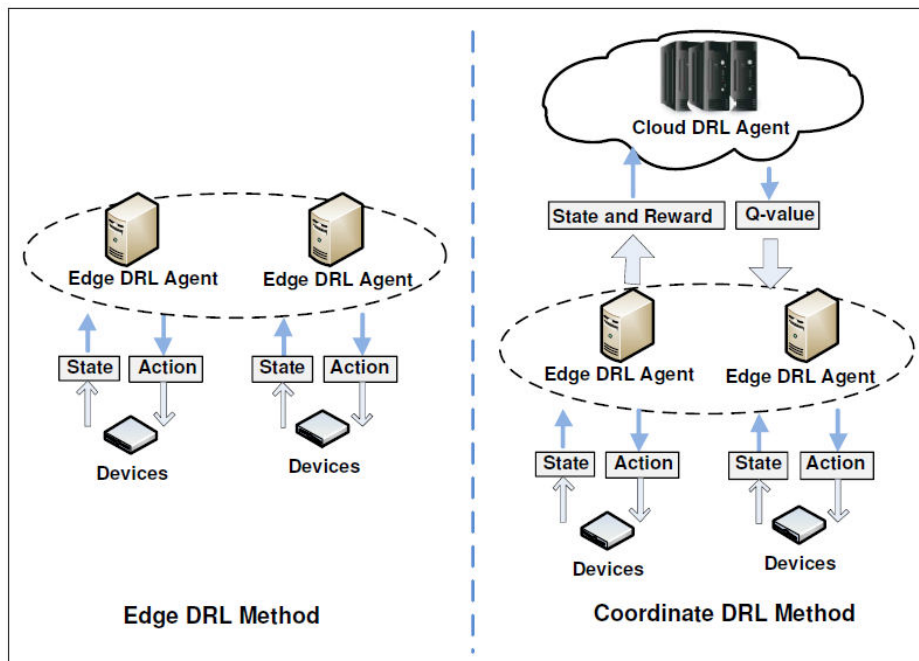 Edge DRL Agent
Edge DRL Agent
State
Action
State
Action
Devices
Devices
Edge DRL Method
Cloud DRL Agent
State and Reward
Q-value
Edge DRL Agent
Edge DRL Agent
State
Action
State
Action
Devices
Devices
Coordinate DRL Method